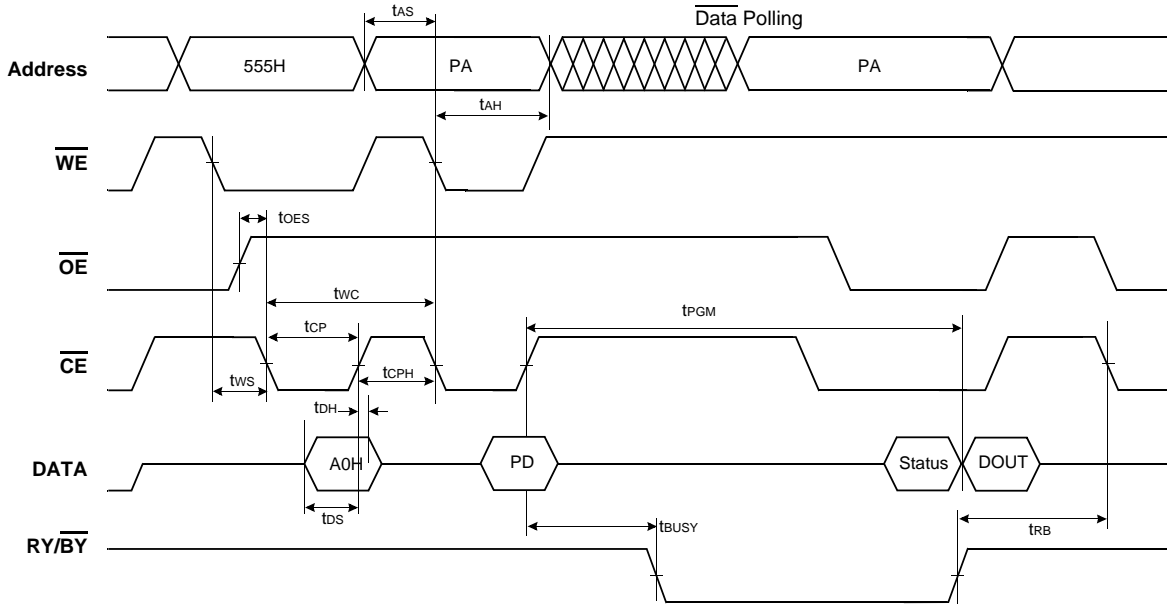 tAS
Data Polling
Address
555H
PA
PA
tAH
WE
tOES
OE
tWC
tPGM
tCP
CE
tCPH
tWS
tDH
DATA
A0H
PD
Status
DOUT
tDS
tBUSY
tRB
RY/BY